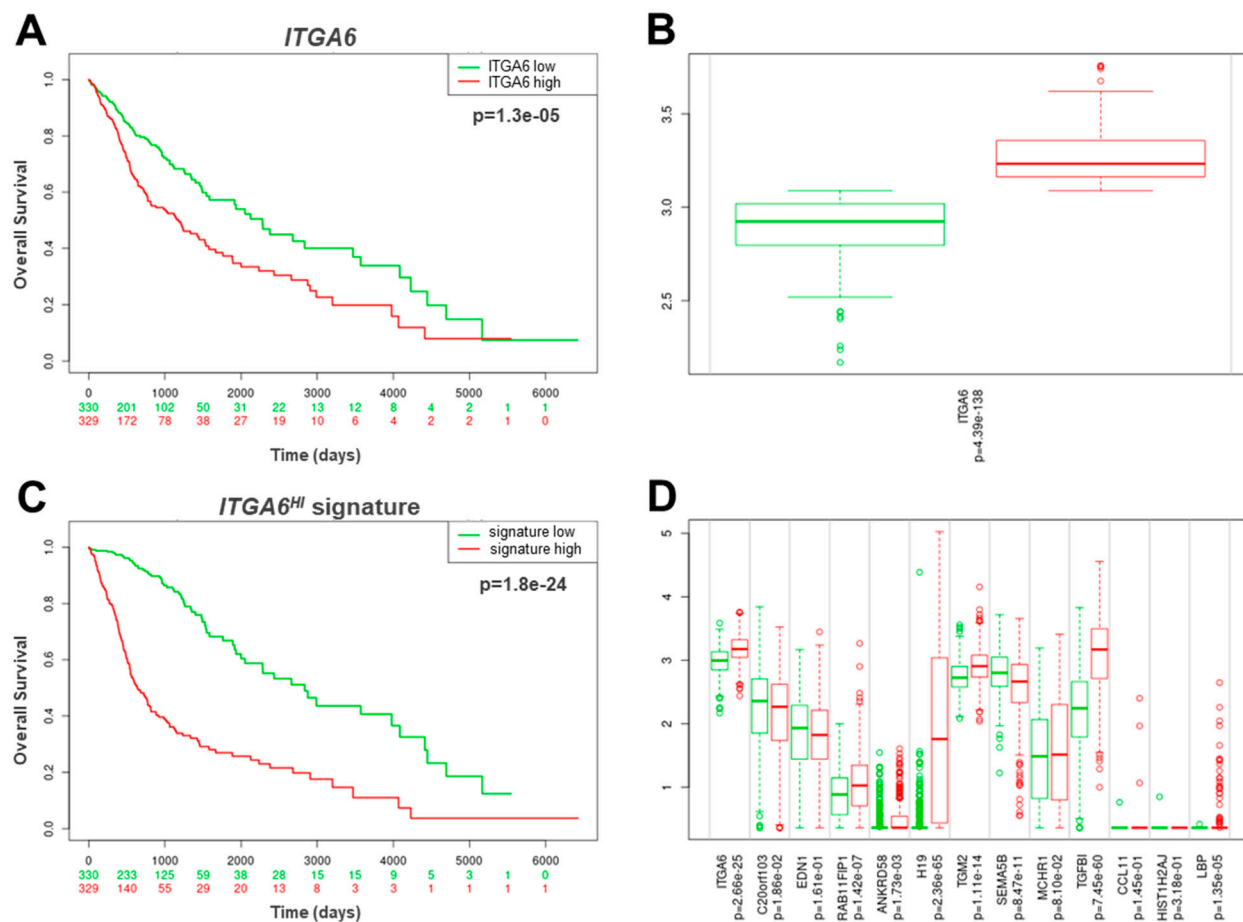 A
ITGA6
ITGA6 low
ITGA6 high
p=1.3e-05
Overall Survival
1.0
0.8
0.6
0.4
0.2
0.0
0 1000 2000 3000 4000 5000 6000
330 201 102 50 31 22 13 12 8 4 2 1 1
329 172 78 38 27 19 10 6 4 2 2 1 0
Time (days)
B
3.5
3.0
2.5
ITGA6
p=4.39e-138
C
ITGA6HI signature
signature low
signature high
p=1.8e-24
Overall Survival
1.0
0.8
0.6
0.4
0.2
0.0
0 1000 2000 3000 4000 5000 6000
330 233 125 59 38 28 15 15 9 5 3 1 0
329 140 55 29 20 13 8 3 3 1 1 1 1
Time (days)
D
5
4
3
2
1
ITGA6
p=2.66e-25
C20orf103
p=1.86e-02
EDN1
p=1.61e-01
RAB11FIP1
p=1.42e-07
ANKRD58
p=1.73e-03
H19
p=2.36e-65
TGM2
p=1.11e-14
SEMA5B
p=8.47e-11
MCHR1
p=8.10e-02
TGFBI
p=7.45e-60
CCL11
p=1.45e-01
HIST1H2AJ
p=3.18e-01
LBP
p=1.35e-05